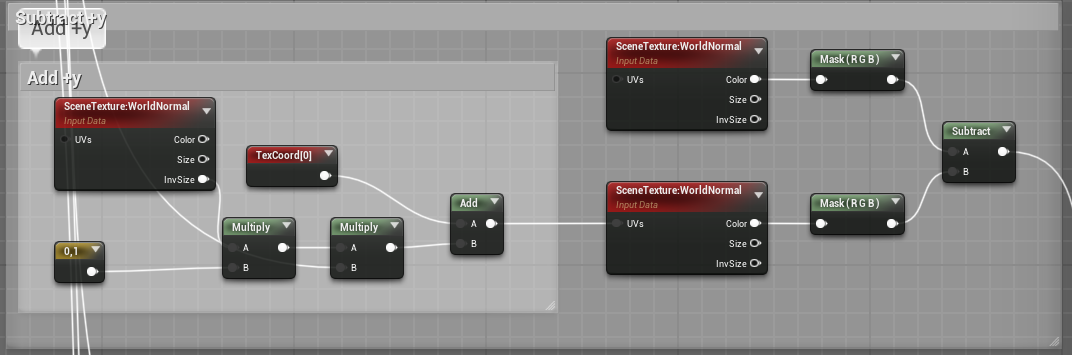 Subtract +y
Add +y
Add +y
SceneTexture:WorldNormal
Input Data
UVs Color
Size
InvSize
TexCoord[0]
0,1
Multiply
A
B
Multiply
A
B
Add
A
B
SceneTexture:WorldNormal
Input Data
UVs Color
Size
InvSize
Mask ( R G B )
SceneTexture:WorldNormal
Input Data
UVs Color
Size
InvSize
Mask ( R G B )
Subtract
A
B